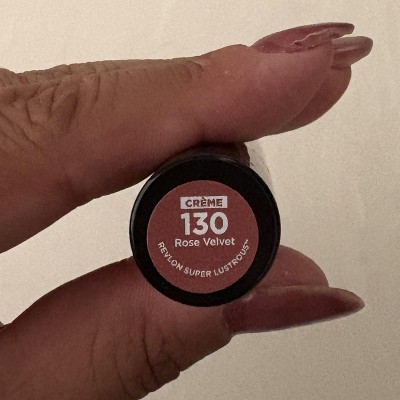 CRÈME
130
Rose Velvet
REVLON SUPER LUSTROUS™